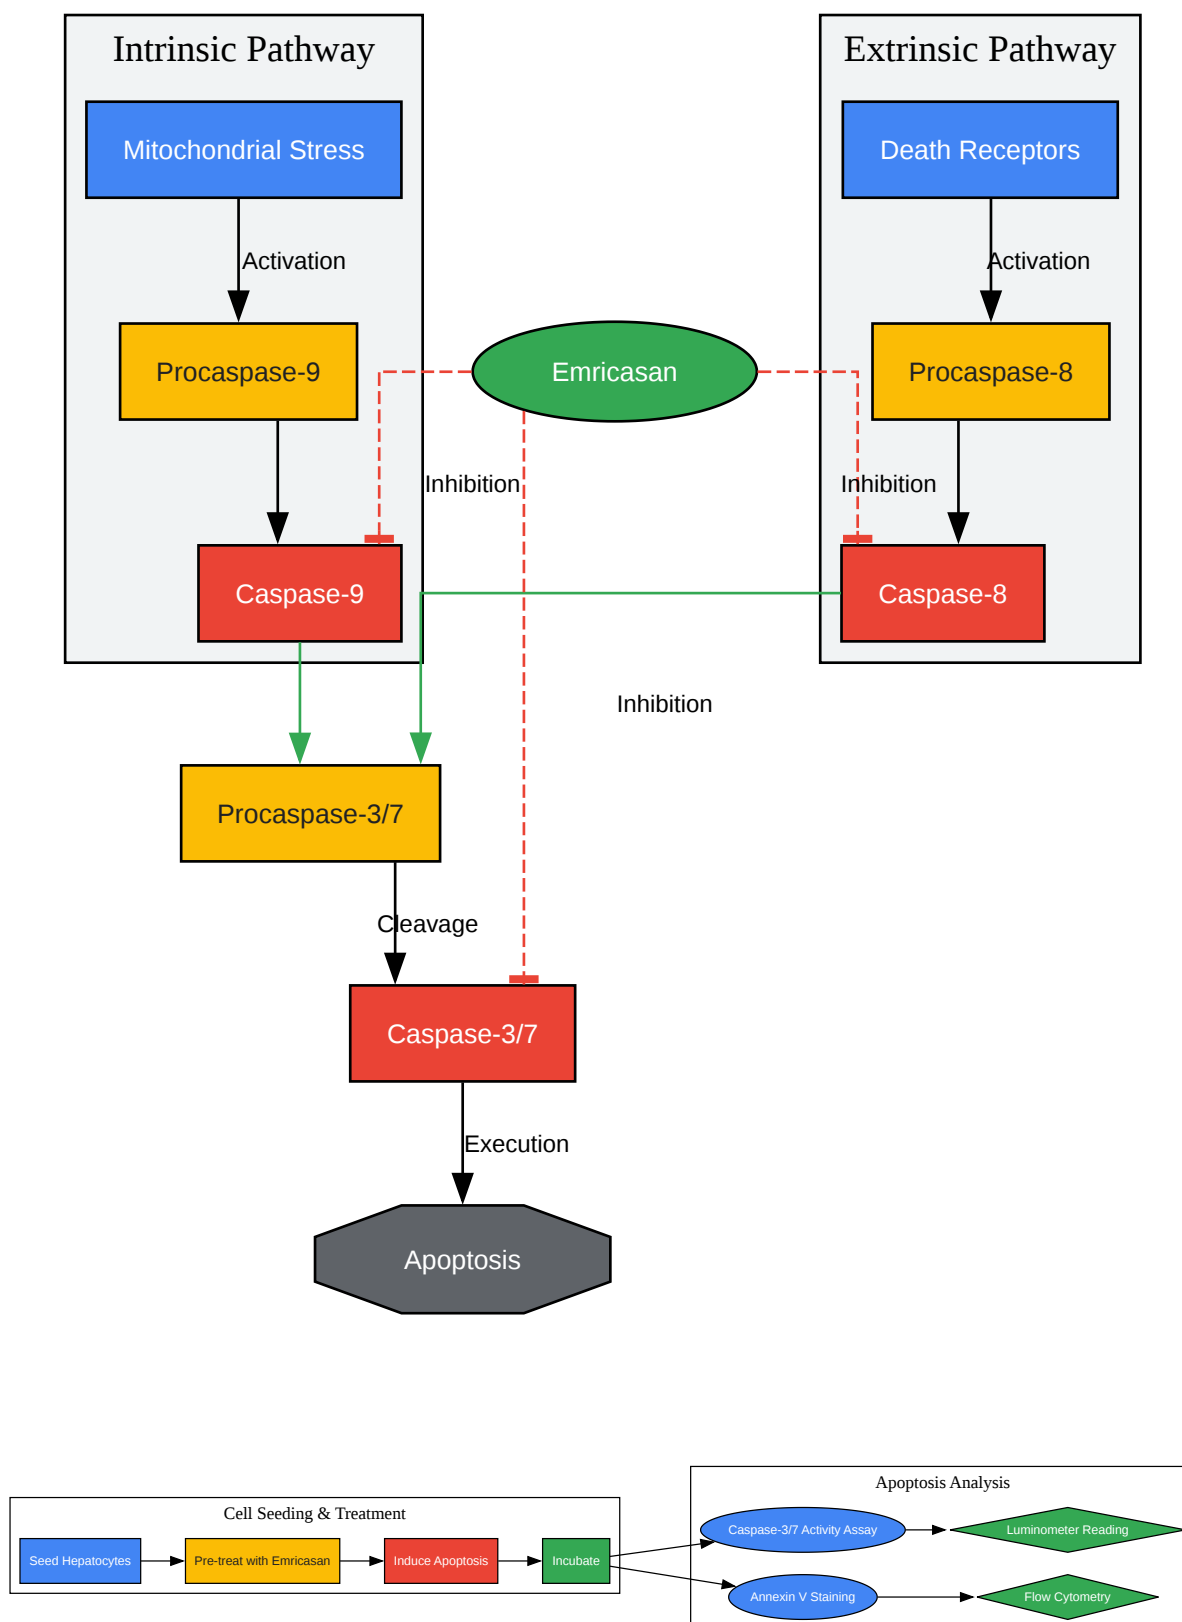 Intrinsic Pathway
Extrinsic Pathway
Mitochondrial Stress
Death Receptors
Activation
Activation
Procaspase-9
Emricasan
Procaspase-8
Inhibition
Inhibition
Caspase-9
Caspase-8
Inhibition
Procaspase-3/7
Cleavage
Caspase-3/7
Execution
Apoptosis
Cell Seeding & Treatment
Seed Hepatocytes
Pre-treat with Emricasan
Induce Apoptosis
Incubate
Apoptosis Analysis
Caspase-3/7 Activity Assay
Luminometer Reading
Annexin V Staining
Flow Cytometry